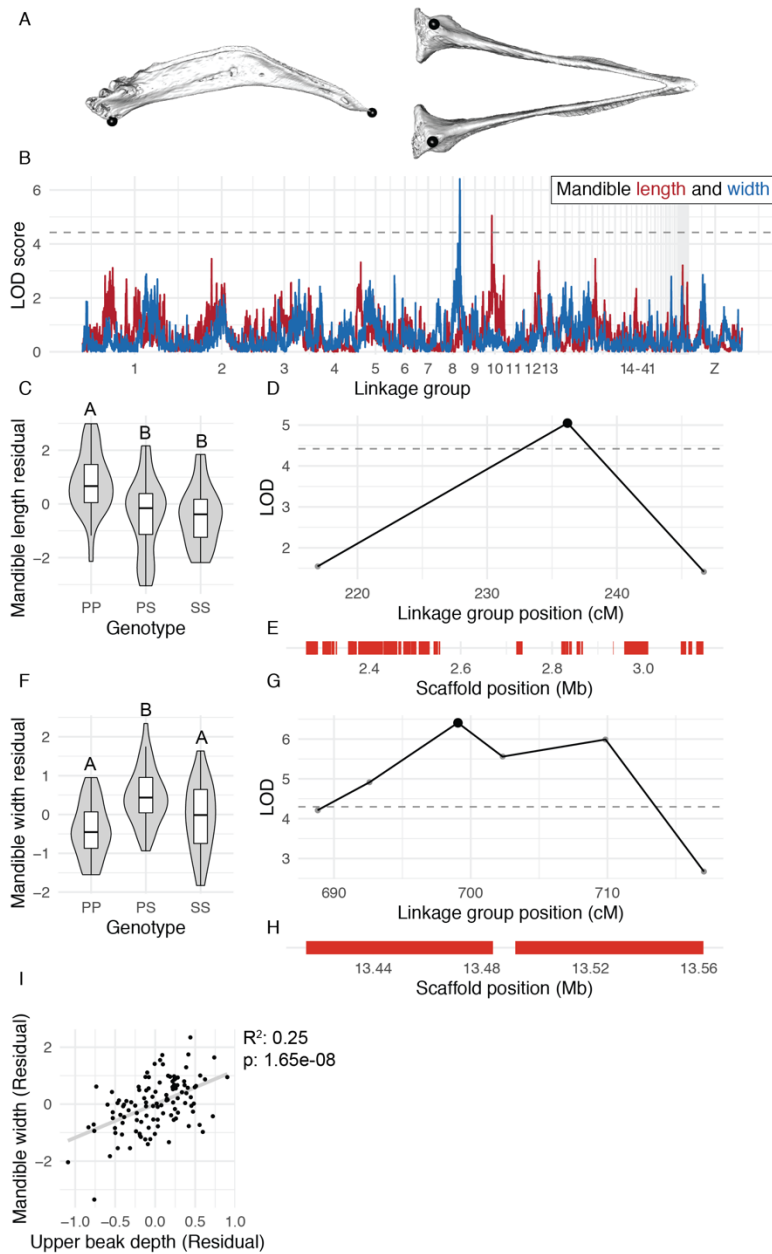 A
B
Mandible length and width
6
4
2
0
LOD score
1 2 3 4 5 6 7 8 9 10 11 12 13 14-41 Z
Linkage group
C
A
B
B
2
0
−2
Mandible length residual
PP PS SS
Genotype
D
5
4
3
2
LOD
220 230 240
Linkage group position (cM)
E
2.4 2.6 2.8 3.0
Scaffold position (Mb)
F
A
B
A
2
1
0
−1
−2
Mandible width residual
PP PS SS
Genotype
G
6
5
4
3
LOD
690 700 710
Linkage group position (cM)
H
13.44 13.48 13.52 13.56
Scaffold position (Mb)
I
R²: 0.25
p: 1.65e-08
2
0
−2
Mandible width (Residual)
−1.0 −0.5 0.0 0.5 1.0
Upper beak depth (Residual)